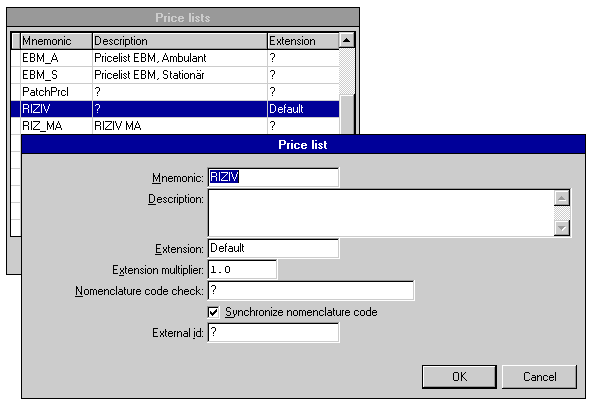 Price lists
Mnemonic Description Extension
EBM_A Pricelist EBM, Ambulant ?
EBM_S Pricelist EBM, Stationär ?
PatchPrcl ? ?
RIZIV ? Default
RIZ_MA RIZIV MA ?
Price list
Mnemonic: RIZIV
Description:
Extension: Default
Extension multiplier: 1.0
Nomenclature code check: ?
Synchronize nomenclature code
External id: ?
OK Cancel